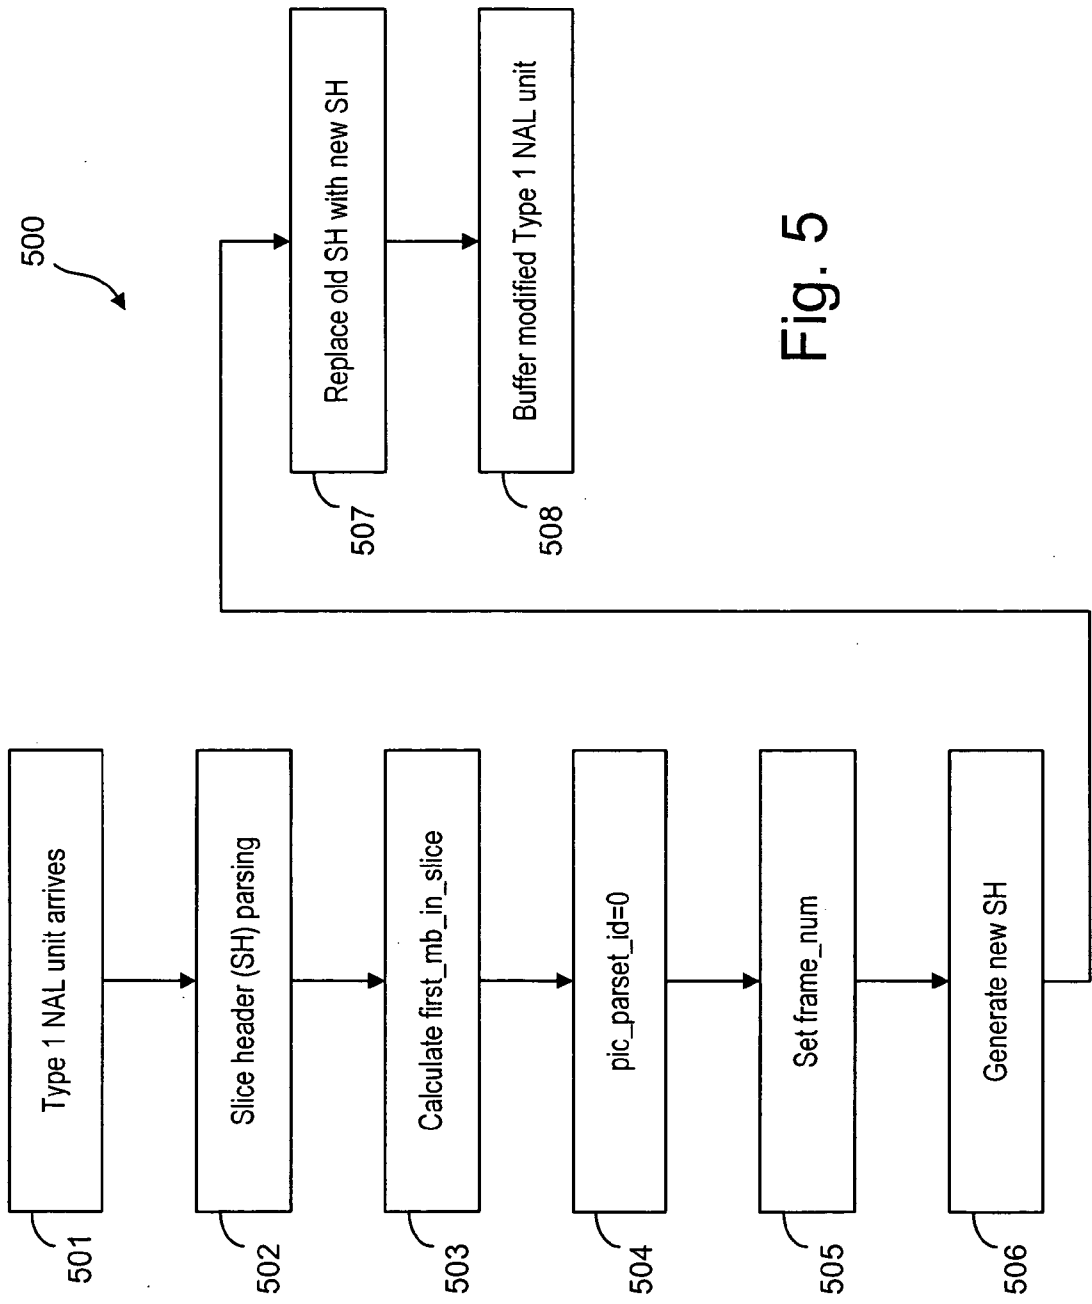 500
Type 1 NAL unit arrives
501
Slice header (SH) parsing
502
Calculate first_mb_in_slice
503
pic_parset_id=0
504
Set frame_num
505
Generate new SH
506
Replace old SH with new SH
507
Buffer modified Type 1 NAL unit
508
Fig. 5